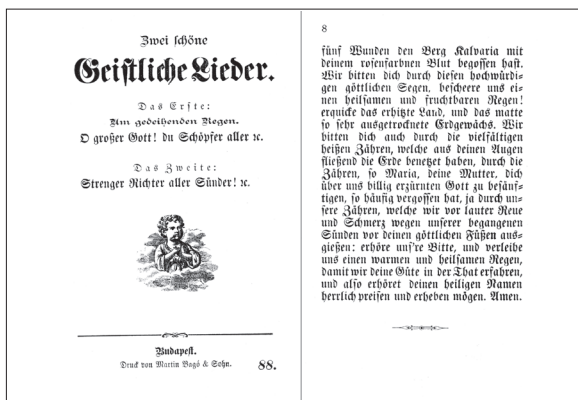 Zwei schöne
Geistliche Lieder.
Das Erste:
Um gedeihenden Regen.
O großer Gott! du Schöpfer aller ꝛc.
Das Zweite:
Strenger Richter aller Sünder! ꝛc.
Budapest.
Druck von Martin Bagó & Sohn.
88.
8
fünf Wunden den Berg Kalvaria mit
deinem rosenfarbnen Blut begossen hast.
Wir bitten dich durch diesen hochwürdi-
gen göttlichen Segen, bescheere uns ei-
nen heilsamen und fruchtbaren Regen!
erquicke das erhitzte Land, und das matte
so sehr ausgetrocknete Erdgewächs. Wir
bitten dich auch durch die vielfältigen
heißen Zähren, welche aus deinen Augen
fließend die Erde benetzet haben, durch die
Zähren, so Maria, deine Mutter, dich
über uns billig erzürnten Gott zu besänf-
tigen, so häufig vergossen hat, ja durch un-
sere Zähren, welche wir vor lauter Reue
und Schmerz wegen unserer begangenen
Sünden vor deinen göttlichen Füßen aus-
gießen: erhöre uns're Bitte, und verleihe
uns einen warmen und heilsamen Regen,
damit wir deine Güte in der That erfahren,
und also erhöret deinen heiligen Namen
herrlich preisen und erheben mögen. Amen.